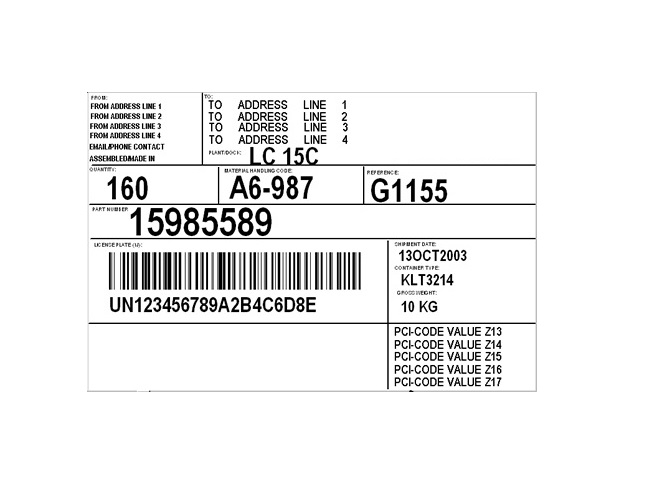 FROM:
FROM ADDRESS LINE 1
FROM ADDRESS LINE 2
FROM ADDRESS LINE 3
FROM ADDRESS LINE 4
EMAIL/PHONE CONTACT
ASSEMBLED/MADE IN
TO:
TO ADDRESS LINE 1
TO ADDRESS LINE 2
TO ADDRESS LINE 3
TO ADDRESS LINE 4
PLANT/DOCK: LC 15C
QUANTITY:
160
MATERIAL HANDLING CODE:
A6-987
REFERENCE:
G1155
PART NUMBER 15985589
LICENSE PLATE (1J):
UN123456789A2B4C6D8E
SHIPMENT DATE:
13OCT2003
CONTAINER TYPE:
KLT3214
GROSS WEIGHT:
10 KG
PCI-CODE VALUE Z13
PCI-CODE VALUE Z14
PCI-CODE VALUE Z15
PCI-CODE VALUE Z16
PCI-CODE VALUE Z17